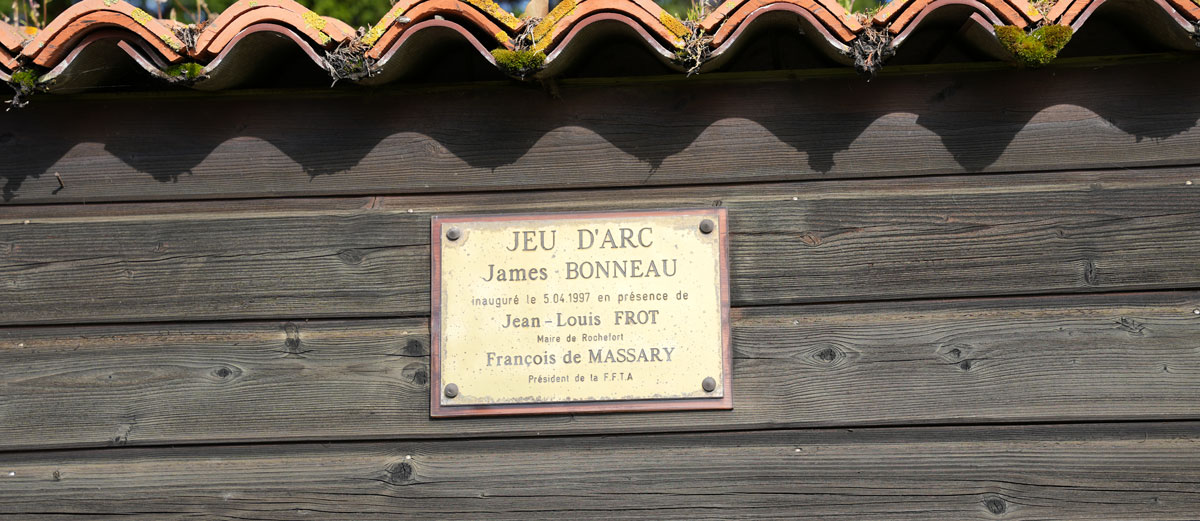 JEU D'ARC
James BONNEAU
inauguré le 5.04.1997 en présence de
Jean-Louis FROT
Maire de Rochefort
François de MASSARY
Président de la F.F.T.A